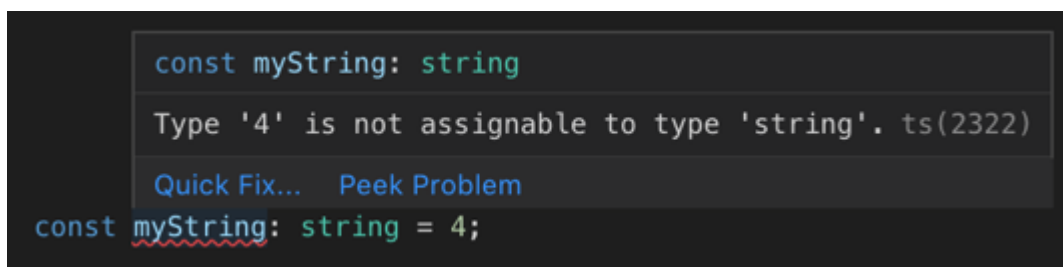 const myString: string
Type '4' is not assignable to type 'string'. ts(2322)
Quick Fix... Peek Problem
const myString: string = 4;